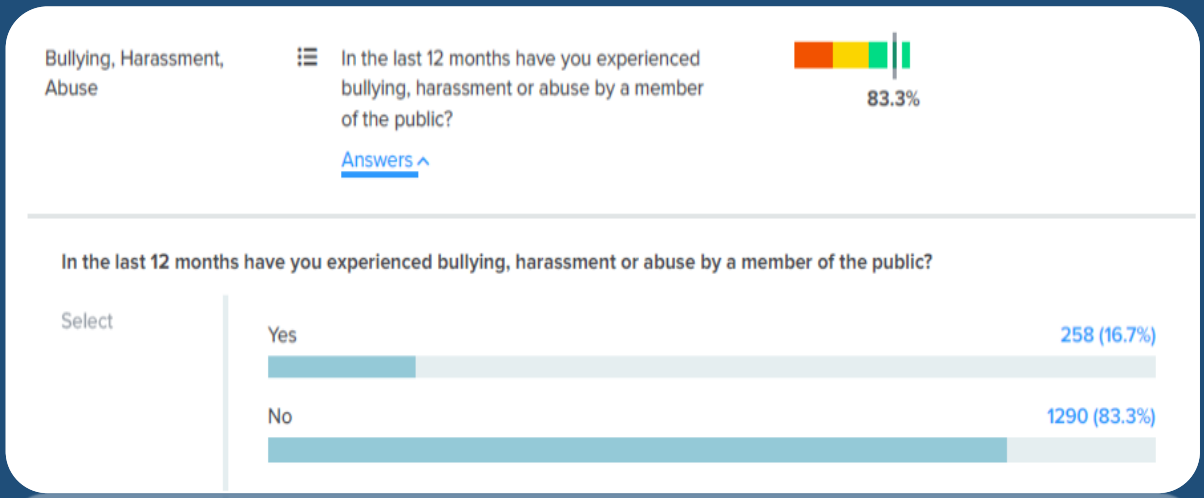 Bullying, Harassment,
Abuse
In the last 12 months have you experienced
bullying, harassment or abuse by a member
of the public?
Answers
83.3%
In the last 12 months have you experienced bullying, harassment or abuse by a member of the public?
Select
Yes
258 (16.7%)
No
1290 (83.3%)